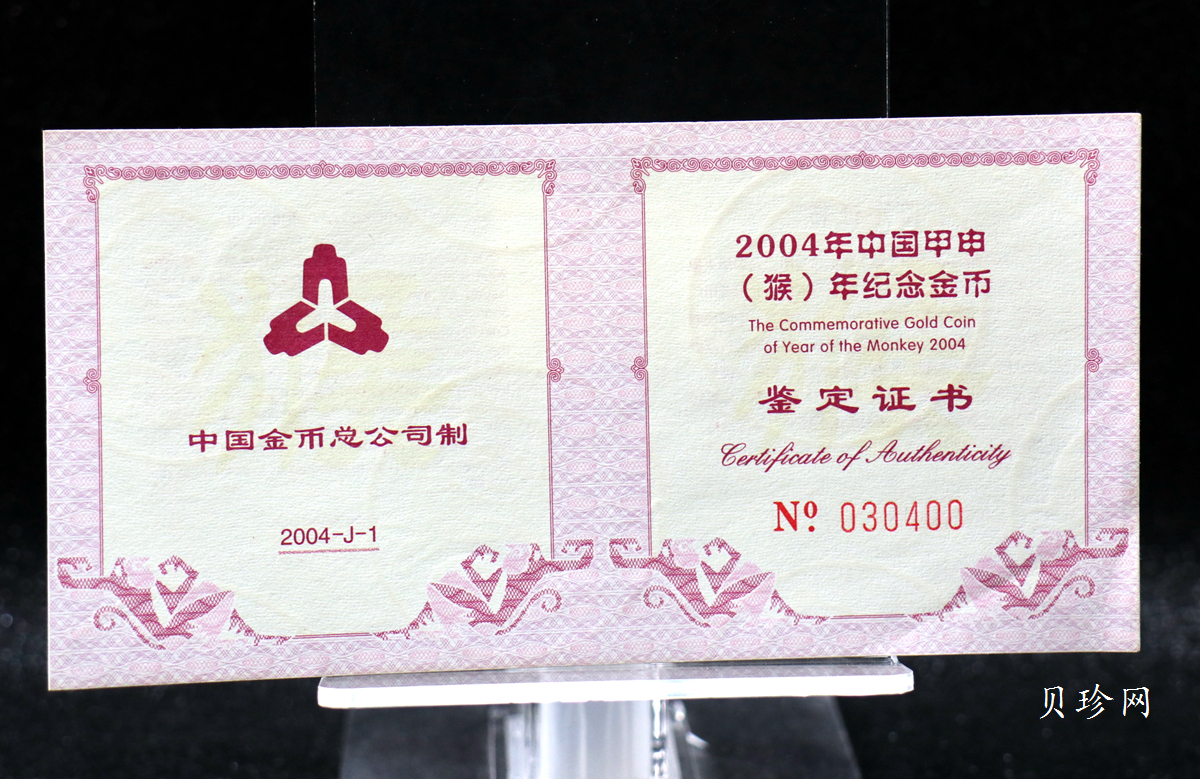 中国金币总公司制
2004-J-1
2004年中国甲申
（猴）年纪念金币
The Commemorative Gold Coin
of Year of the Monkey 2004
鉴定证书
Certificate of Authenticity
Nº 030400
贝珍网